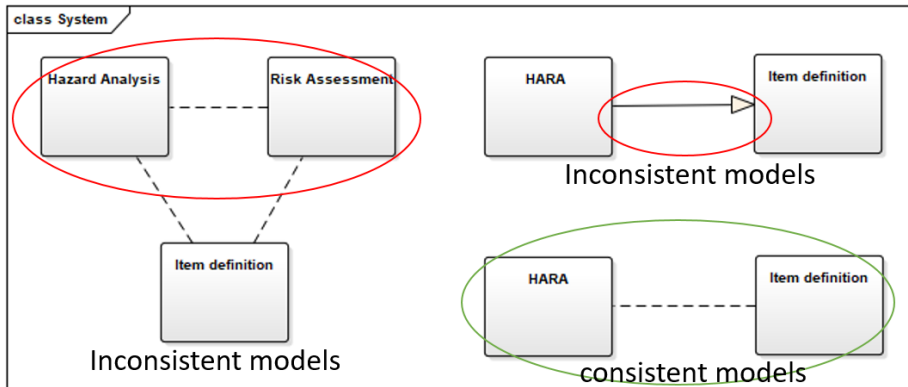 class System
Hazard Analysis
Risk Assessment
Item definition
Inconsistent models
HARA
Item definition
Inconsistent models
HARA
Item definition
consistent models